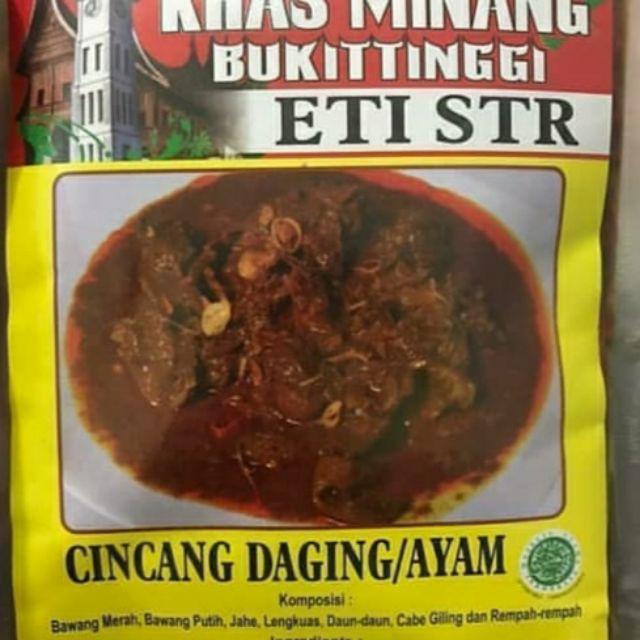 KHAS MINANG
BUKITTINGGI
ETI STR
CINCANG DAGING/AYAM
Komposisi :
Bawang Merah, Bawang Putih, Jahe, Lengkuas, Daun-daun, Cabe Giling dan Rempah-rempah